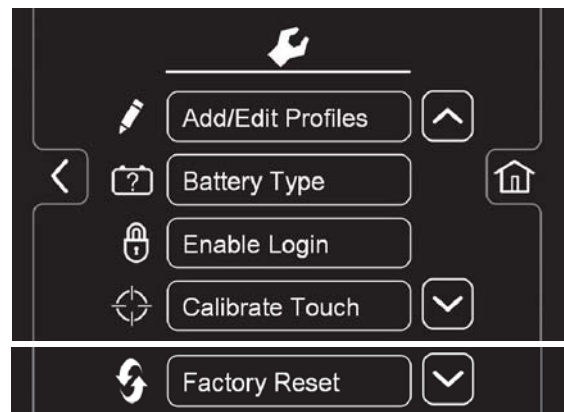 Add/Edit Profiles
Battery Type
Enable Login
Calibrate Touch
Factory Reset